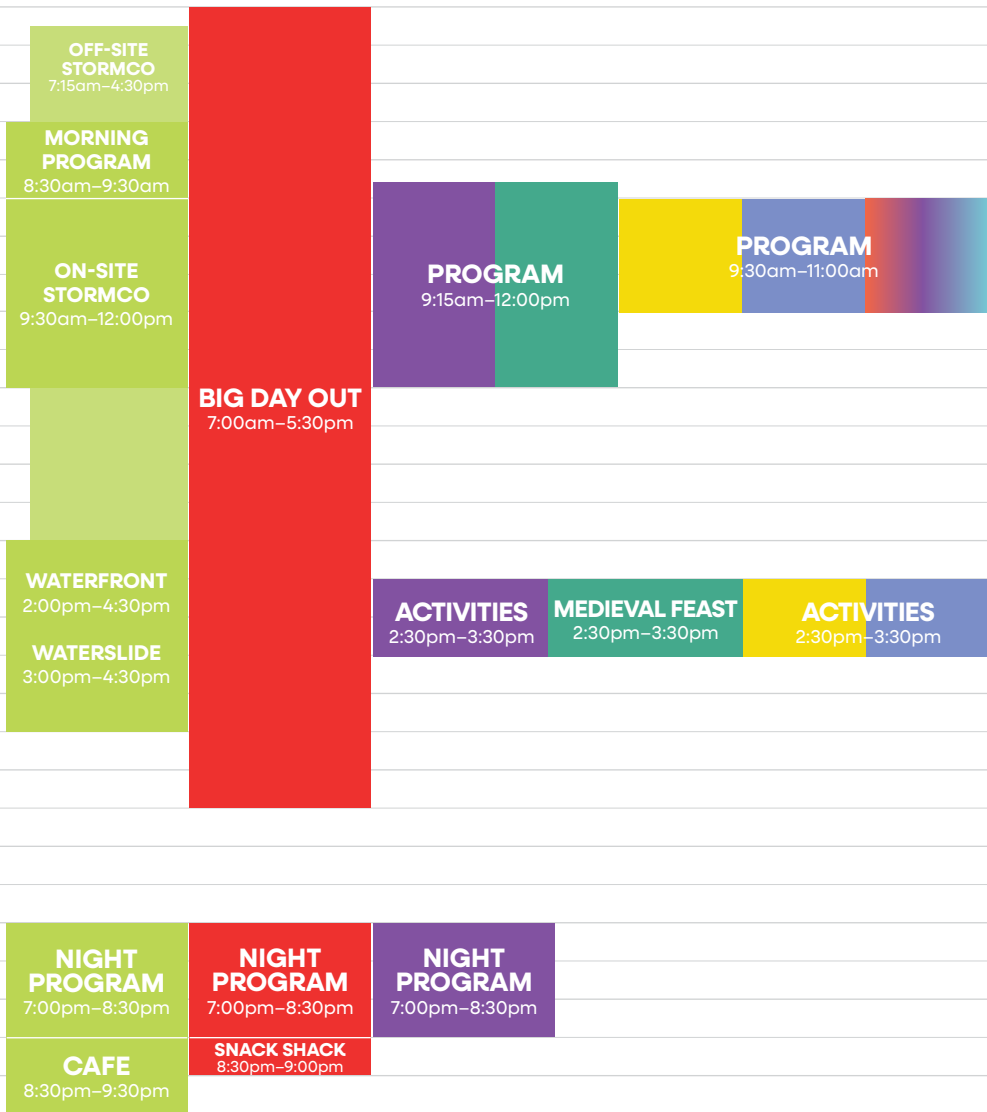 OFF-SITE
STORMCO
7:15am–4:30pm
MORNING
PROGRAM
8:30am–9:30am
ON-SITE
STORMCO
9:30am–12:00pm
WATERFRONT
2:00pm–4:30pm
WATERSLIDE
3:00pm–4:30pm
NIGHT
PROGRAM
7:00pm–8:30pm
CAFE
8:30pm–9:30pm
BIG DAY OUT
7:00am–5:30pm
NIGHT
PROGRAM
7:00pm–8:30pm
SNACK SHACK
8:30pm–9:00pm
PROGRAM
9:15am–12:00pm
PROGRAM
9:30am–11:00am
ACTIVITIES
2:30pm–3:30pm
MEDIEVAL FEAST
2:30pm–3:30pm
ACTIVITIES
2:30pm–3:30pm
NIGHT
PROGRAM
7:00pm–8:30pm